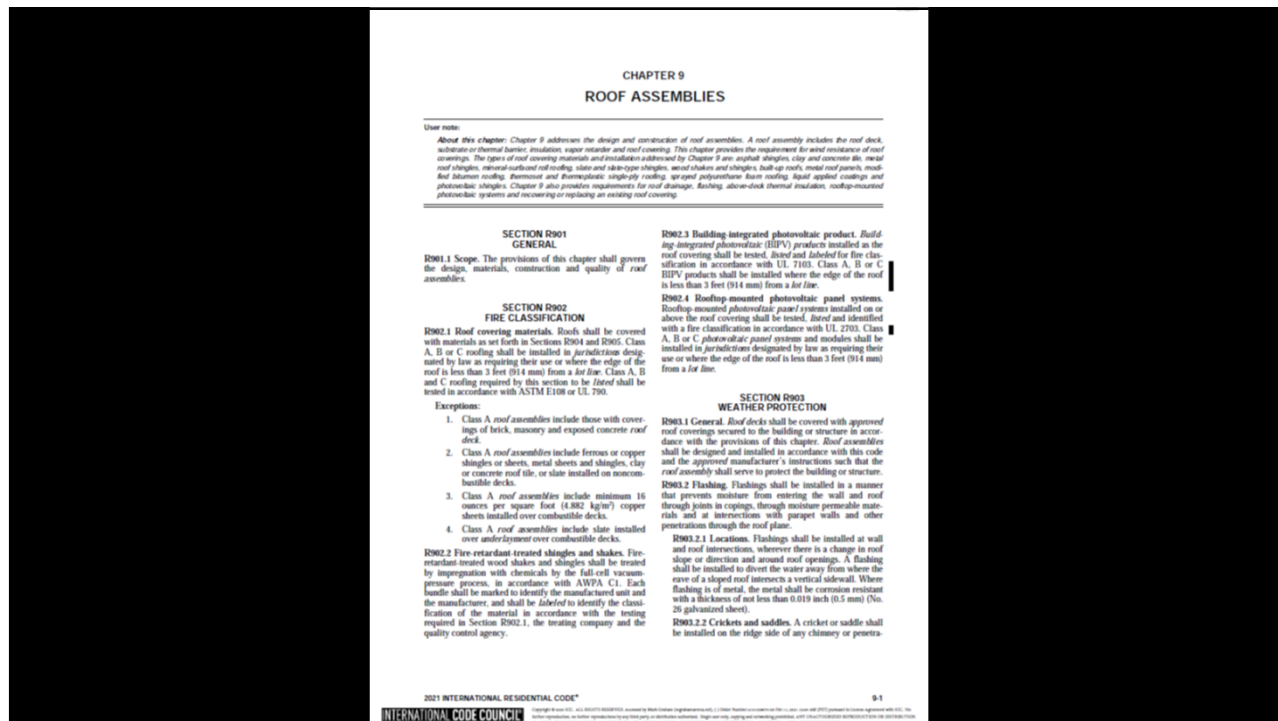 CHAPTER 9
ROOF ASSEMBLIES
User note:
About this chapter: Chapter 9 addresses the design and construction of roof assemblies. A roof assembly includes the roof deck,
substrate or thermal barrier, insulation, vapor retarder and roof covering. This chapter provides the requirement for wind resistance of roof
coverings. The types of roof covering materials and installation addressed by Chapter 9 are: asphalt shingles, clay and concrete tile, metal
roof shingles, mineral-surfaced roll roofing, slate and slate-type shingles, wood shakes and shingles, built-up roofs, metal roof panels, modi-
fied bitumen roofing, thermoset and thermoplastic single-ply roofing, sprayed polyurethane foam roofing, liquid applied coatings and
photovoltaic shingles. Chapter 9 also provides requirements for roof drainage, flashing, above-deck thermal insulation, rooftop-mounted
photovoltaic systems and recovering or replacing an existing roof covering.
SECTION R901
GENERAL
R901.1 Scope. The provisions of this chapter shall govern
the design, materials, construction and quality of roof
assemblies.
SECTION R902
FIRE CLASSIFICATION
R902.1 Roof covering materials. Roofs shall be covered
with materials as set forth in Sections R904 and R905. Class
A, B or C roofing shall be installed in jurisdictions desig-
nated by law as requiring their use or where the edge of the
roof is less than 3 feet (914 mm) from a lot line. Class A, B
and C roofing required by this section to be listed shall be
tested in accordance with ASTM E108 or UL 790.
Exceptions:
1. Class A roof assemblies include those with cover-
ings of brick, masonry and exposed concrete roof
deck.
2. Class A roof assemblies include ferrous or copper
shingles or sheets, metal sheets and shingles, clay
or concrete roof tile, or slate installed on noncom-
bustible decks.
3. Class A roof assemblies include minimum 16
ounces per square foot (4.882 kg/m²) copper
sheets installed over combustible decks.
4. Class A roof assemblies include slate installed
over underlayment over combustible decks.
R902.2 Fire-retardant-treated shingles and shakes. Fire-
retardant-treated wood shakes and shingles shall be treated
by impregnation with chemicals by the full-cell vacuum-
pressure process, in accordance with AWPA C1. Each
bundle shall be marked to identify the manufactured unit and
the manufacturer, and shall be labeled to identify the classi-
fication of the material in accordance with the testing
required in Section R902.1, the treating company and the
quality control agency.
R902.3 Building-integrated photovoltaic product. Build-
ing-integrated photovoltaic (BIPV) products installed as the
roof covering shall be tested, listed and labeled for fire clas-
sification in accordance with UL 7103. Class A, B or C
BIPV products shall be installed where the edge of the roof
is less than 3 feet (914 mm) from a lot line.
R902.4 Rooftop-mounted photovoltaic panel systems.
Rooftop-mounted photovoltaic panel systems installed on or
above the roof covering shall be tested, listed and identified
with a fire classification in accordance with UL 2703. Class
A, B or C photovoltaic panel systems and modules shall be
installed in jurisdictions designated by law as requiring their
use or where the edge of the roof is less than 3 feet (914 mm)
from a lot line.
SECTION R903
WEATHER PROTECTION
R903.1 General. Roof decks shall be covered with approved
roof coverings secured to the building or structure in accor-
dance with the provisions of this chapter. Roof assemblies
shall be designed and installed in accordance with this code
and the approved manufacturer's instructions such that the
roof assembly shall serve to protect the building or structure.
R903.2 Flashing. Flashings shall be installed in a manner
that prevents moisture from entering the wall and roof
through joints in copings, through moisture permeable mate-
rials and at intersections with parapet walls and other
penetrations through the roof plane.
R903.2.1 Locations. Flashings shall be installed at wall
and roof intersections, wherever there is a change in roof
slope or direction and around roof openings. A flashing
shall be installed to divert the water away from where the
eave of a sloped roof intersects a vertical sidewall. Where
flashing is of metal, the metal shall be corrosion resistant
with a thickness of not less than 0.019 inch (0.5 mm) (No.
26 galvanized sheet).
R903.2.2 Crickets and saddles. A cricket or saddle shall
be installed on the ridge side of any chimney or penetra-
2021 INTERNATIONAL RESIDENTIAL CODE®
9-1
INTERNATIONAL CODE COUNCIL